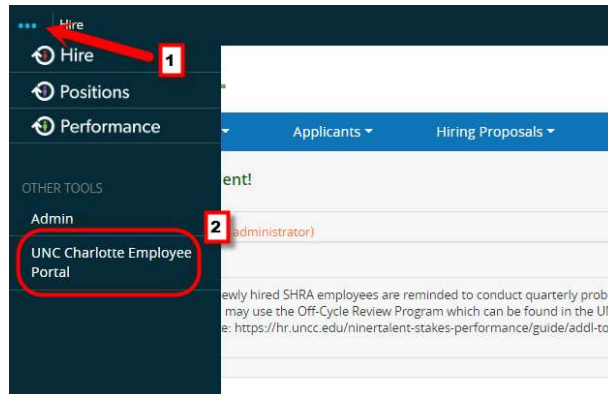 Hire
1
Hire
Positions
Performance
Applicants
Hiring Proposals
OTHER TOOLS
ent!
Admin
2
administrator)
UNC Charlotte Employee
Portal
ewly hired SHRA employees are reminded to conduct quarterly prob
may use the Off-Cycle Review Program which can be found in the UN
e: https://hr.uncc.edu/ninertalent-stakes-performance/guide/addl-to